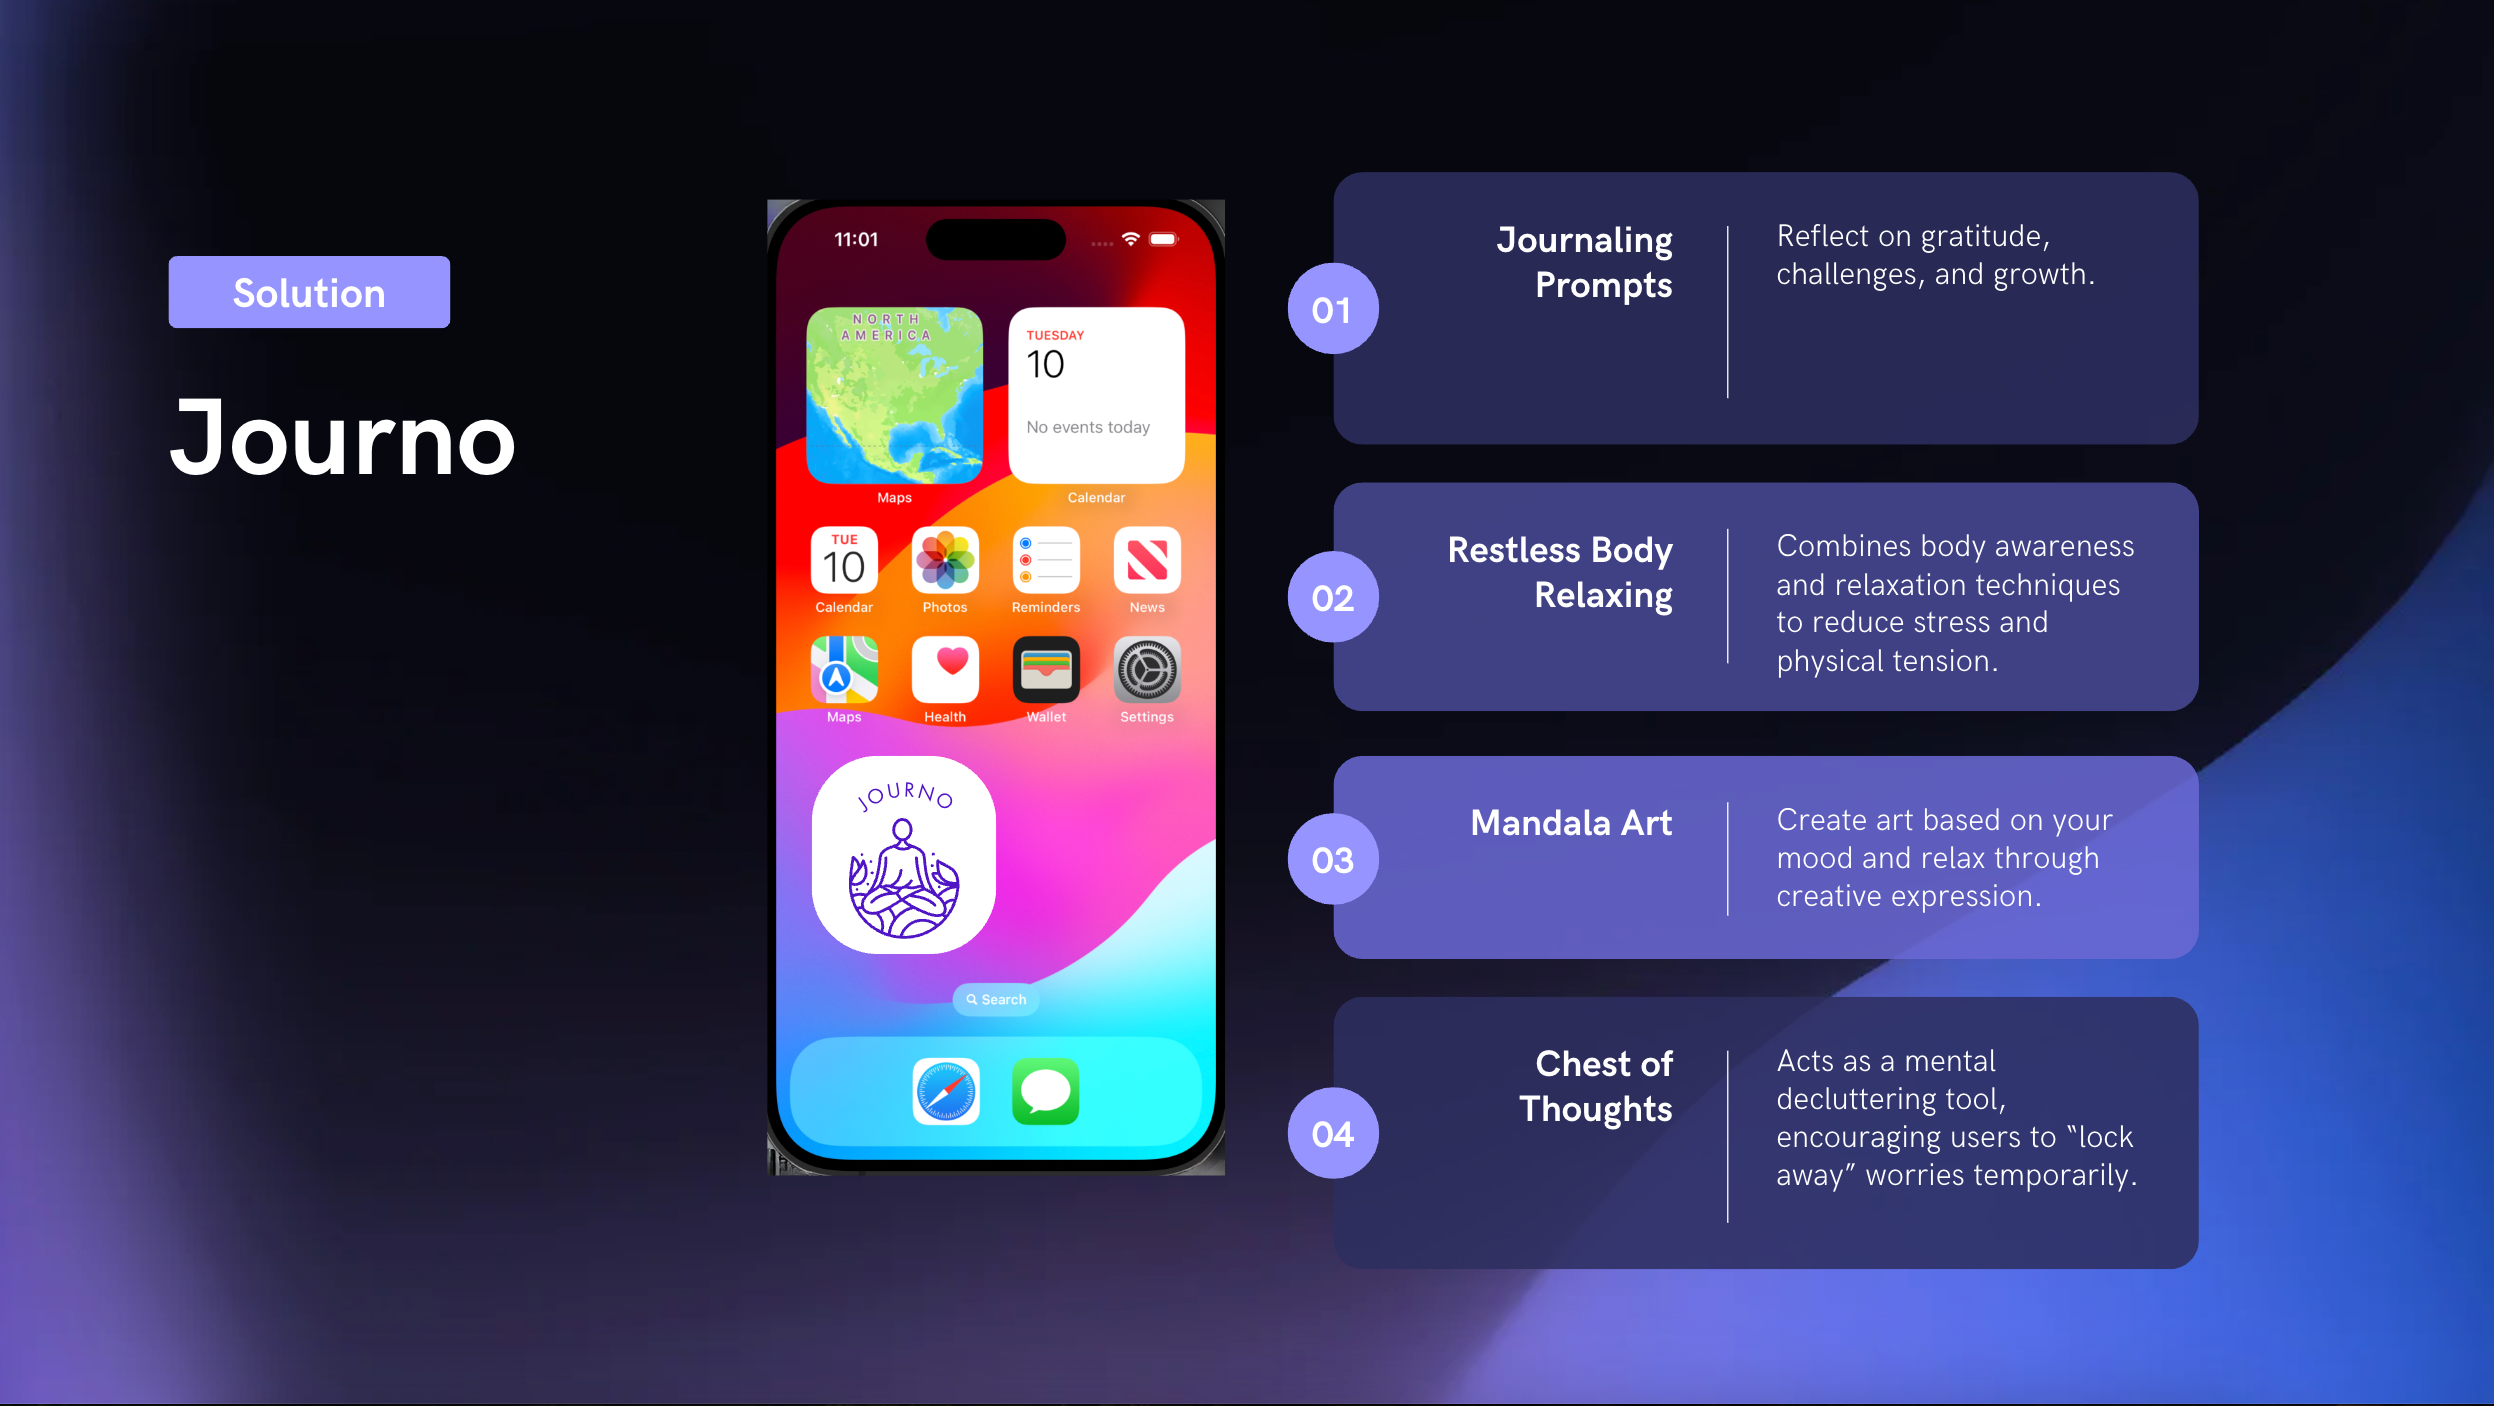 Solution
Journo
11:01
NORTH
AMERICA
Maps
TUESDAY
10
No events today
Calendar
TUE
10
Calendar
Photos
Reminders
News
Maps
Health
Wallet
Settings
JOURNO
Search
01
Journaling
Prompts
Reflect on gratitude,
challenges, and growth.
02
Restless Body
Relaxing
Combines body awareness
and relaxation techniques
to reduce stress and
physical tension.
03
Mandala Art
Create art based on your
mood and relax through
creative expression.
04
Chest of
Thoughts
Acts as a mental
decluttering tool,
encouraging users to “lock
away” worries temporarily.